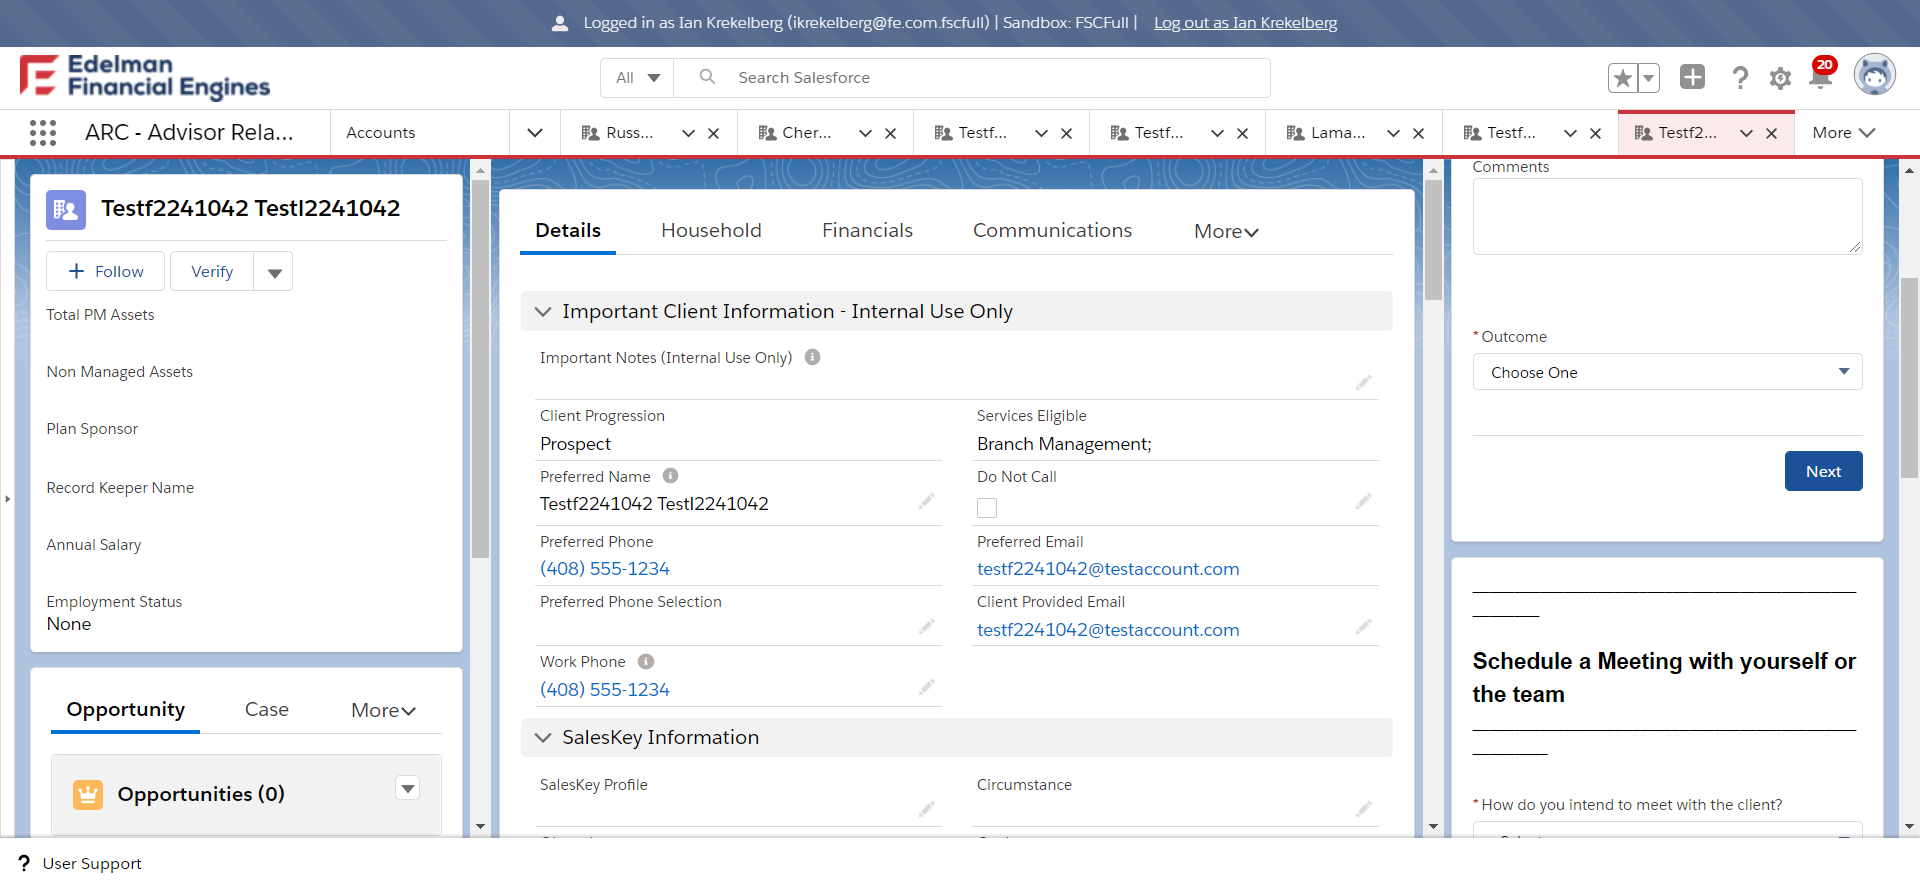 Logged in as Ian Krekelberg (ikrekelberg@fe.com.fscfull) | Sandbox: FSCFull | Log out as Ian Krekelberg
Edelman
Financial Engines
All
Search Salesforce
20
ARC - Advisor Rela...
Accounts
Russ...
Cher...
Testf...
Testf...
Lama...
Testf...
Testf2...
More
Testf2241042 Testl2241042
Follow
Verify
Total PM Assets
Non Managed Assets
Plan Sponsor
Record Keeper Name
Annual Salary
Employment Status
None
Opportunity
Case
More
Opportunities (0)
Details
Household
Financials
Communications
More
Important Client Information - Internal Use Only
Important Notes (Internal Use Only)
Client Progression
Prospect
Services Eligible
Branch Management;
Preferred Name
Testf2241042 Testl2241042
Do Not Call
Preferred Phone
(408) 555-1234
Preferred Email
testf2241042@testaccount.com
Preferred Phone Selection
Client Provided Email
testf2241042@testaccount.com
Work Phone
(408) 555-1234
SalesKey Information
SalesKey Profile
Circumstance
Comments
* Outcome
Choose One
Next
Schedule a Meeting with yourself or
the team
* How do you intend to meet with the client?
? User Support